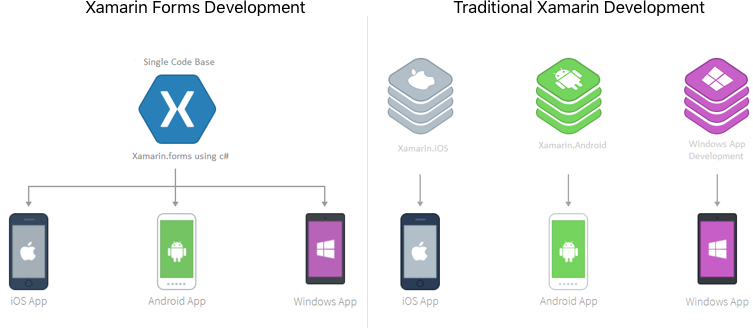 Xamarin Forms Development
Single Code Base
Xamarin.forms using c#
iOS App
Android App
Windows App
Traditional Xamarin Development
Xamarin.iOS
Xamarin.Android
Windows App
Development
iOS App
Android App
Windows App